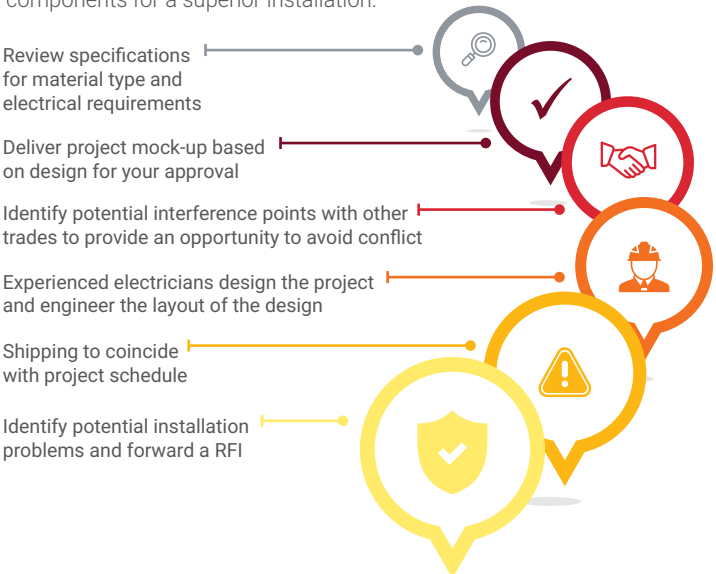 components for a superior installation.
Review specifications
for material type and
electrical requirements
Deliver project mock-up based
on design for your approval
Identify potential interference points with other
trades to provide an opportunity to avoid conflict
Experienced electricians design the project
and engineer the layout of the design
Shipping to coincide
with project schedule
Identify potential installation
problems and forward a RFI